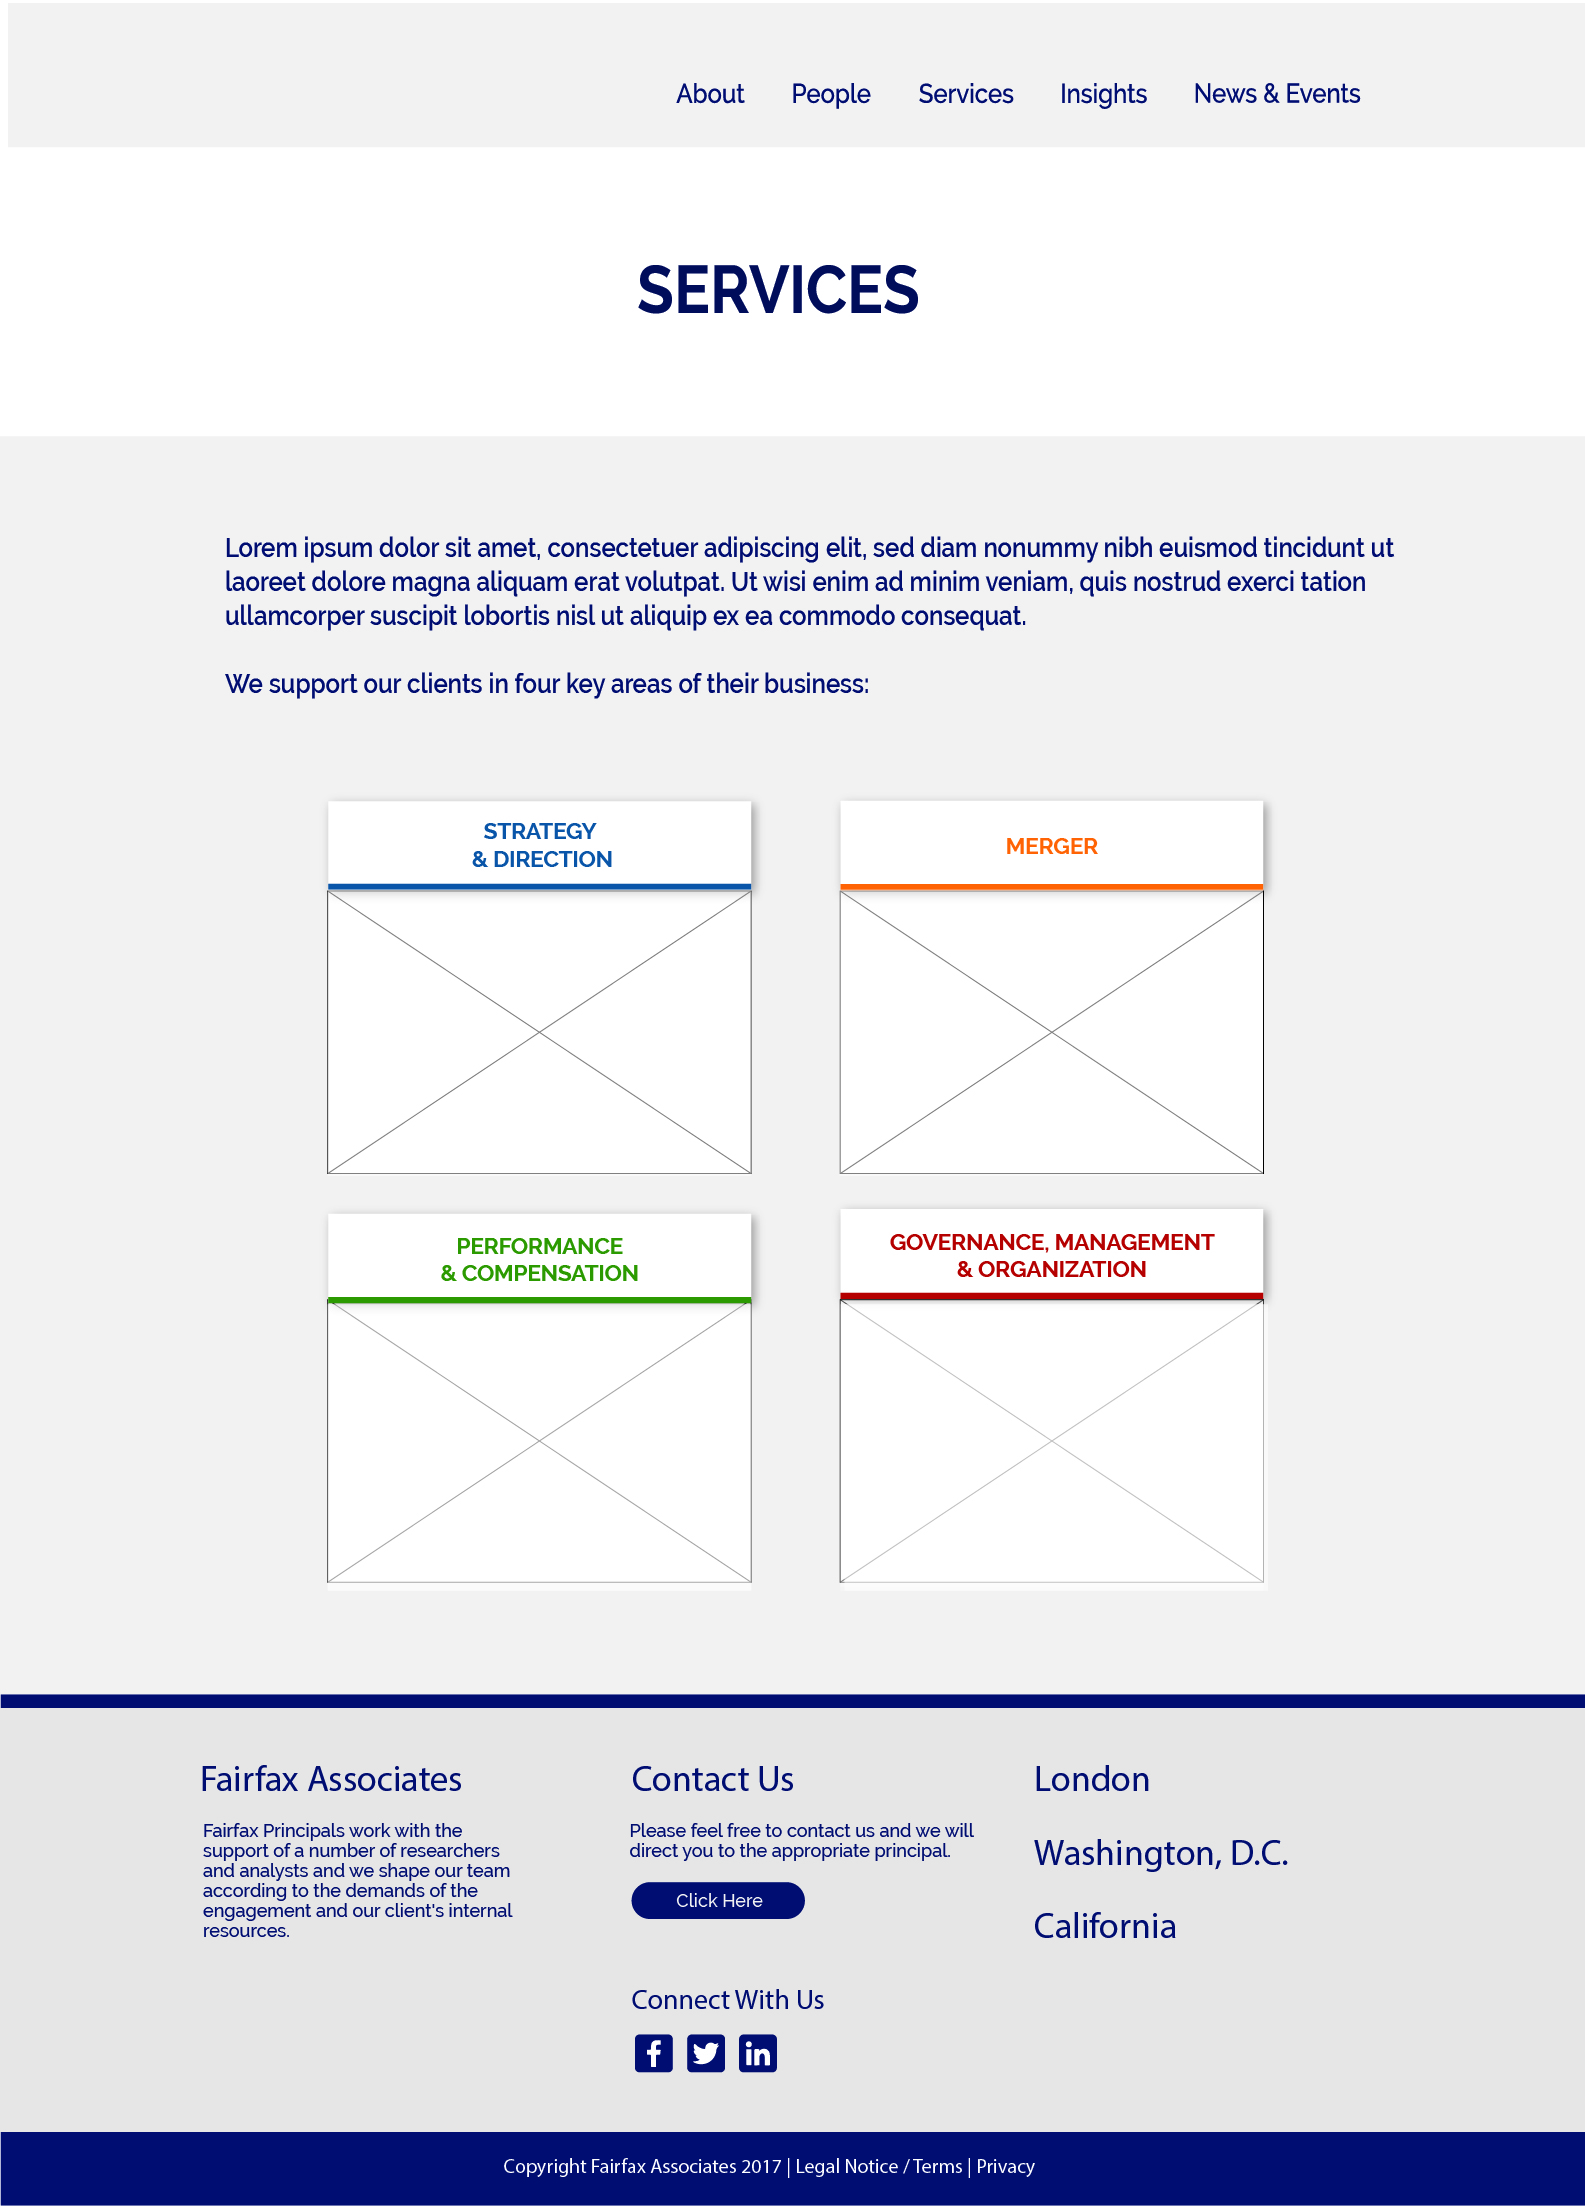 About People Services Insights News & Events
SERVICES
Lorem ipsum dolor sit amet, consectetuer adipiscing elit, sed diam nonummy nibh euismod tincidunt ut
laoreet dolore magna aliquam erat volutpat. Ut wisi enim ad minim veniam, quis nostrud exerci tation
ullamcorper suscipit lobortis nisl ut aliquip ex ea commodo consequat.
We support our clients in four key areas of their business:
STRATEGY
& DIRECTION
MERGER
PERFORMANCE
& COMPENSATION
GOVERNANCE, MANAGEMENT
& ORGANIZATION
Fairfax Associates
Fairfax Principals work with the
support of a number of researchers
and analysts and we shape our team
according to the demands of the
engagement and our client's internal
resources.
Contact Us
Please feel free to contact us and we will
direct you to the appropriate principal.
Click Here
Connect With Us
f
in
London
Washington, D.C.
California
Copyright Fairfax Associates 2017 | Legal Notice / Terms | Privacy